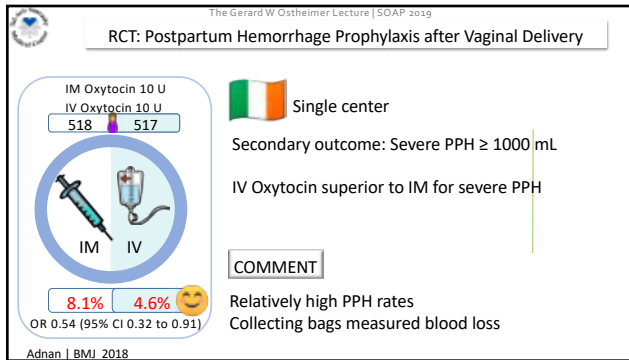 The Gerard W Ostheimer Lecture | SOAP 2019
RCT: Postpartum Hemorrhage Prophylaxis after Vaginal Delivery
IM Oxytocin 10 U
IV Oxytocin 10 U
518 517
IM IV
8.1% 4.6%
OR 0.54 (95% CI 0.32 to 0.91)
Adnan | BMJ 2018
Single center
Secondary outcome: Severe PPH ≥ 1000 mL
IV Oxytocin superior to IM for severe PPH
COMMENT
Relatively high PPH rates
Collecting bags measured blood loss